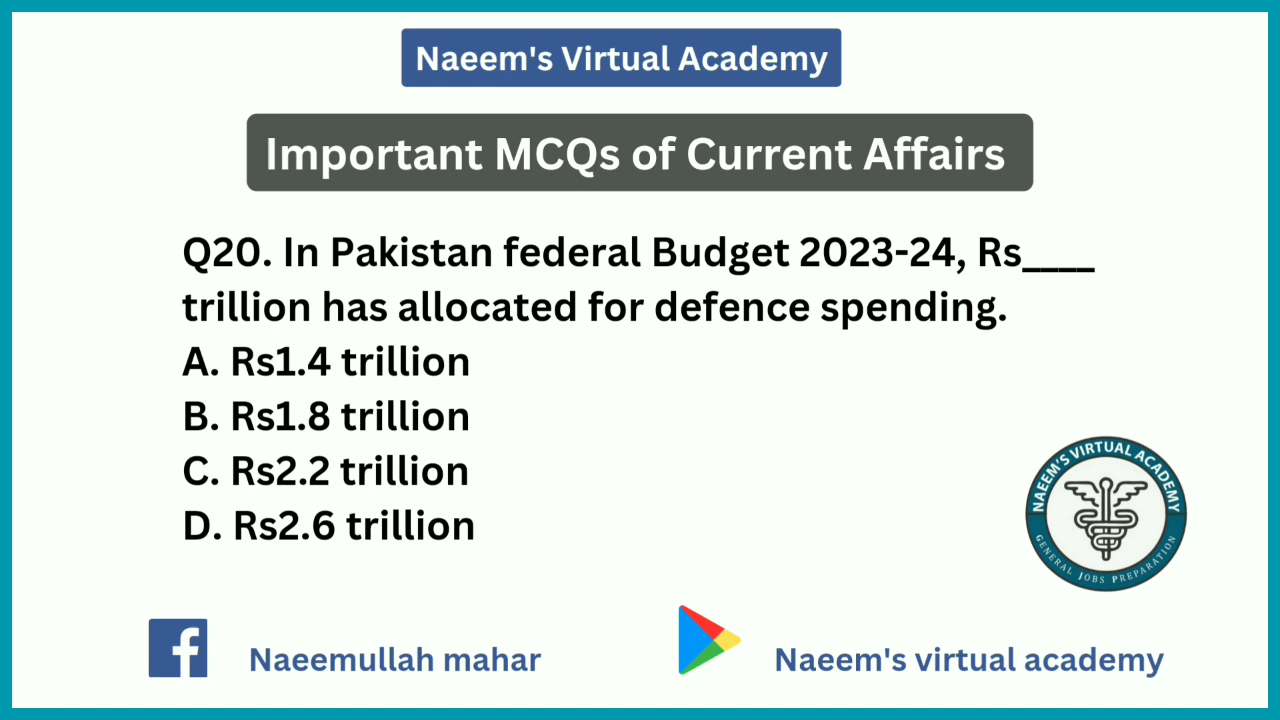 Naeem's Virtual Academy
Important MCQs of Current Affairs
Q20. In Pakistan federal Budget 2023-24, Rs____
trillion has allocated for defence spending.
A. Rs1.4 trillion
B. Rs1.8 trillion
C. Rs2.2 trillion
D. Rs2.6 trillion
NAEEM'S VIRTUAL ACADEMY
GENERAL JOBS PREPARATION
Naeemullah mahar
Naeem's virtual academy